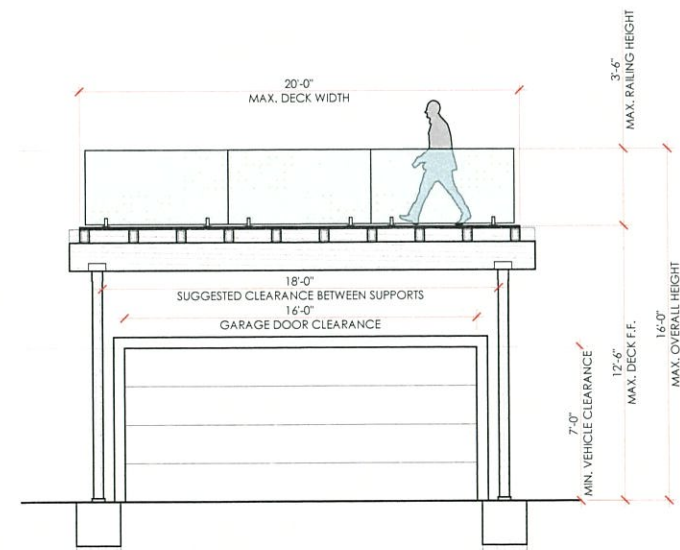 20'-0"
MAX. DECK WIDTH
3'-6"
MAX. RAILING HEIGHT
18'-0"
SUGGESTED CLEARANCE BETWEEN SUPPORTS
16'-0"
GARAGE DOOR CLEARANCE
7'-0"
MIN. VEHICLE CLEARANCE
12'-6"
MAX. DECK F.F.
16'-0"
MAX. OVERALL HEIGHT